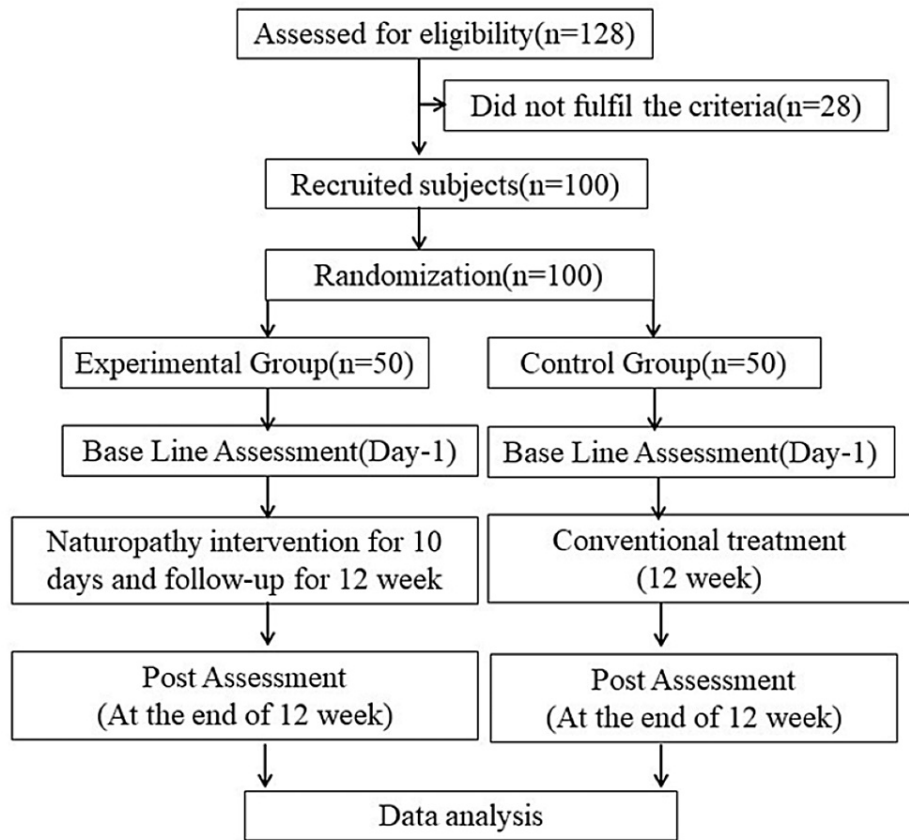 Assessed for eligibility(n=128)
Did not fulfil the criteria(n=28)
Recruited subjects(n=100)
Randomization(n=100)
Experimental Group(n=50)
Control Group(n=50)
Base Line Assessment(Day-1)
Base Line Assessment(Day-1)
Naturopathy intervention for 10
days and follow-up for 12 week
Conventional treatment
(12 week)
Post Assessment
(At the end of 12 week)
Post Assessment
(At the end of 12 week)
Data analysis